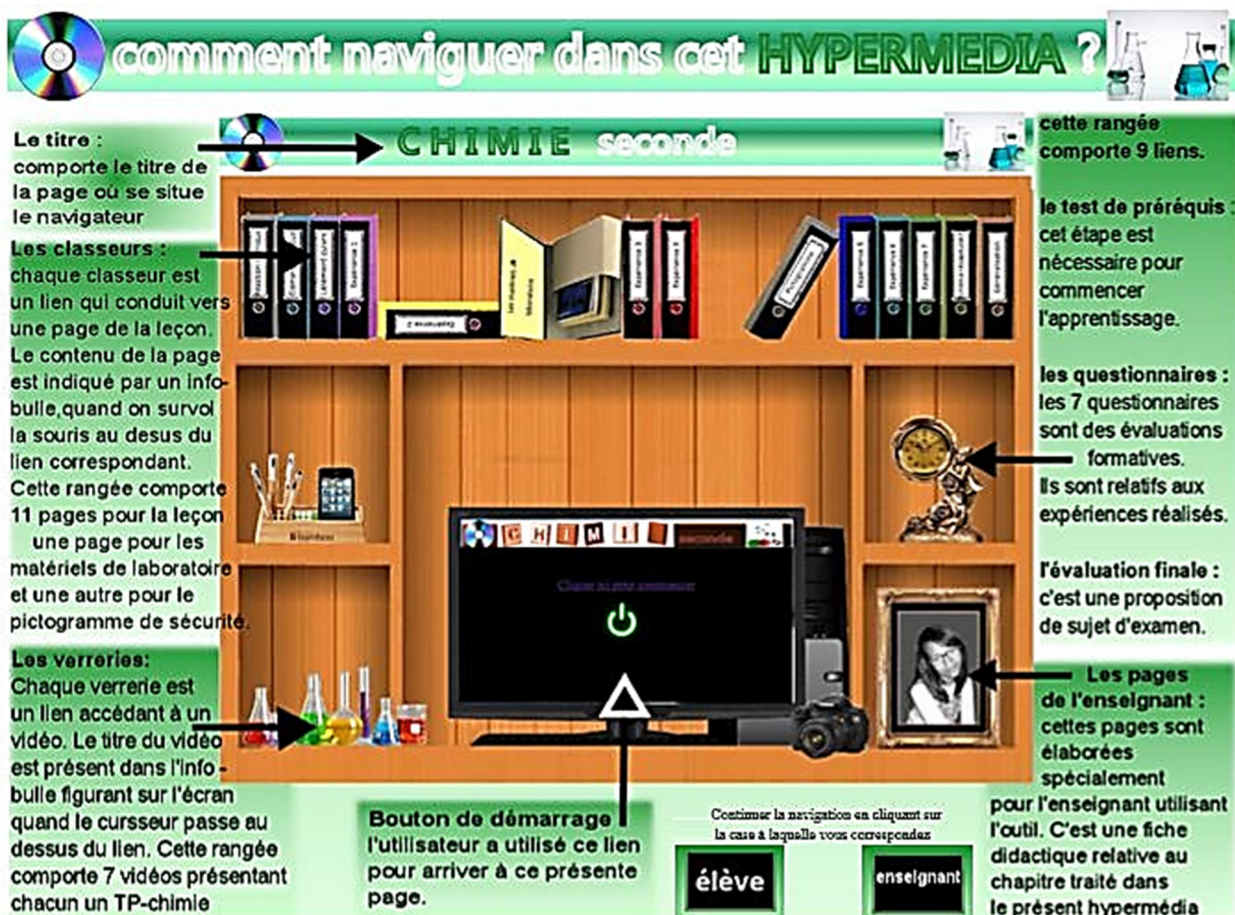 comment naviguer dans cet HYPERMEDIA ?
CHIMIE seconde
Le titre :
comporte le titre de
la page où se situe
le navigateur
Les classeurs :
chaque classeur est
un lien qui conduit vers
une page de la leçon.
Le contenu de la page
est indiqué par un info-
bulle,quand on survol
la souris au desus du
lien correspondant.
Cette rangée comporte
11 pages pour la leçon
une page pour les
matériels de laboratoire
et une autre pour le
pictogramme de sécurité.
Les verreries:
Chaque verrerie est
un lien accédant à un
vidéo. Le titre du vidéo
est présent dans l'info -
bulle figurant sur l'écran
quand le cursseur passe au
dessus du lien. Cette rangée
comporte 7 vidéos présentant
chacun un TP-chimie
CHIMI
seconde
Bouton de démarrage
l'utilisateur a utilisé ce lien
pour arriver à ce présente
page.
Continuer la navigation en cliquant sur
la case à laquelle vous correspondez
élève
enseignant
cette rangée
comporte 9 liens.
le test de préréquis :
cet étape est
nécessaire pour
commencer
l'apprentissage.
les questionnaires :
les 7 questionnaires
sont des évaluations
formatives.
Ils sont relatifs aux
expériences réalisés.
l'évaluation finale :
c'est une proposition
de sujet d'examen.
Les pages
de l'enseignant :
cettes pages sont
élaborées
spécialement
pour l'enseignant utilisant
l'outil. C'est une fiche
didactique relative au
chapitre traité dans
le présent hypermédia